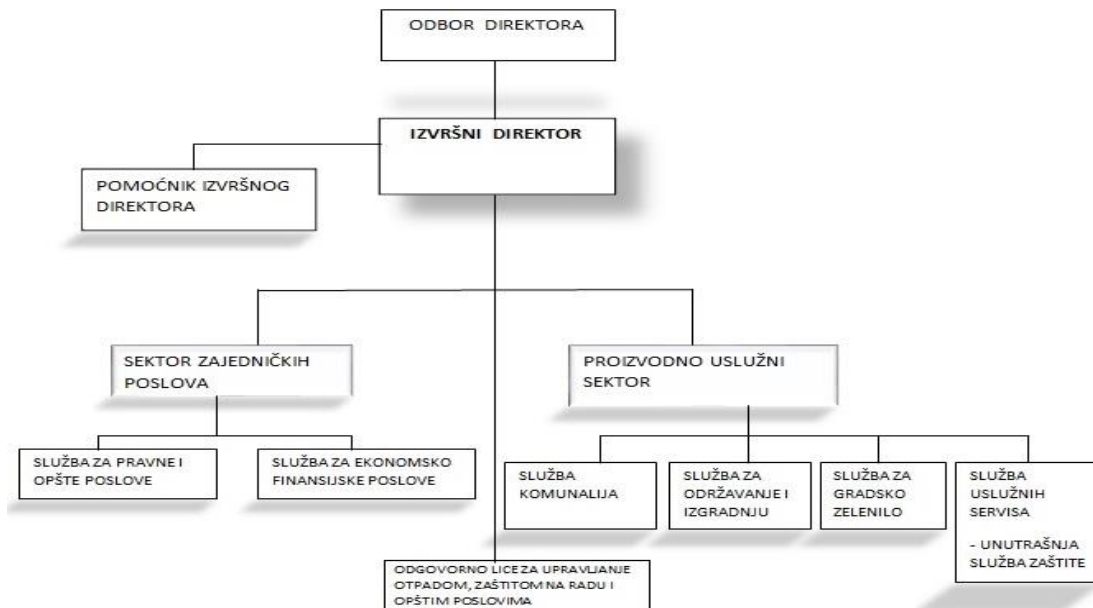 ODBOR DIREKTORA
IZVRŠNI DIREKTOR
POMOĆNIK IZVRŠNOG
DIREKTORA
SEKTOR ZAJEDNIČKIH
POSLOVA
PROIZVODNO USLUŽNI
SEKTOR
SLUŽBA ZA PRAVNE I
OPŠTE POSLOVE
SLUŽBA ZA EKONOMSKO
FINANSIJSKE POSLOVE
SLUŽBA
KOMUNALIJA
SLUŽBA ZA
ODRŽAVANJE I
IZGRADNJU
SLUŽBA ZA
GRADSKO
ZELENILO
SLUŽBA
USLUŽNIH
SERVISA
- UNUTRAŠNJA
SLUŽBA ZAŠTITE
ODGOVORNO LICE ZA UPRAVLJANJE
OTPADOM, ZAŠTITOM NA RADU I
OPŠTIM POSLOVIMA